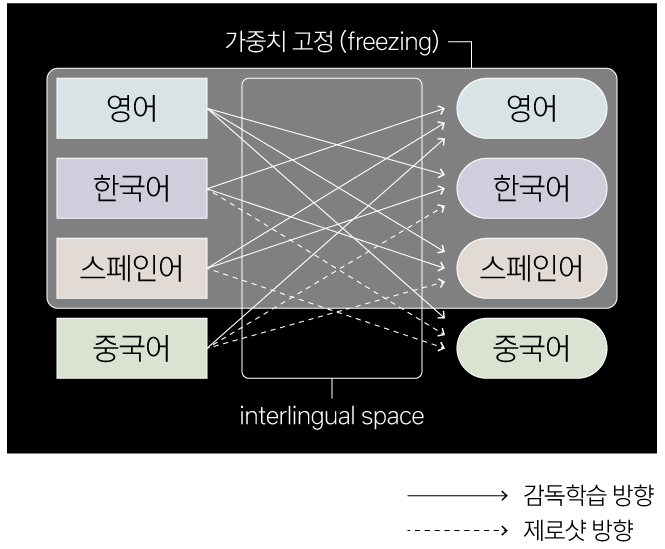 가중치 고정 (freezing)
영어
영어
한국어
한국어
스페인어
스페인어
중국어
중국어
interlingual space
감독학습 방향
제로샷 방향